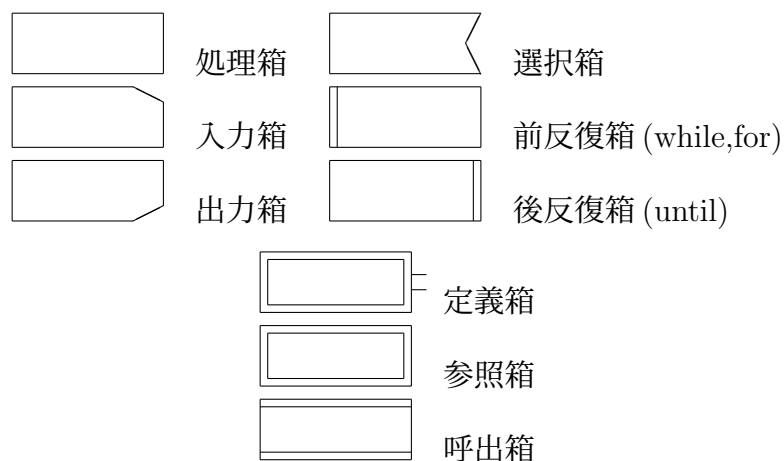 処理箱 選択箱
入力箱 前反復箱 (while,for)
出力箱 後反復箱 (until)
定義箱
参照箱
呼出箱